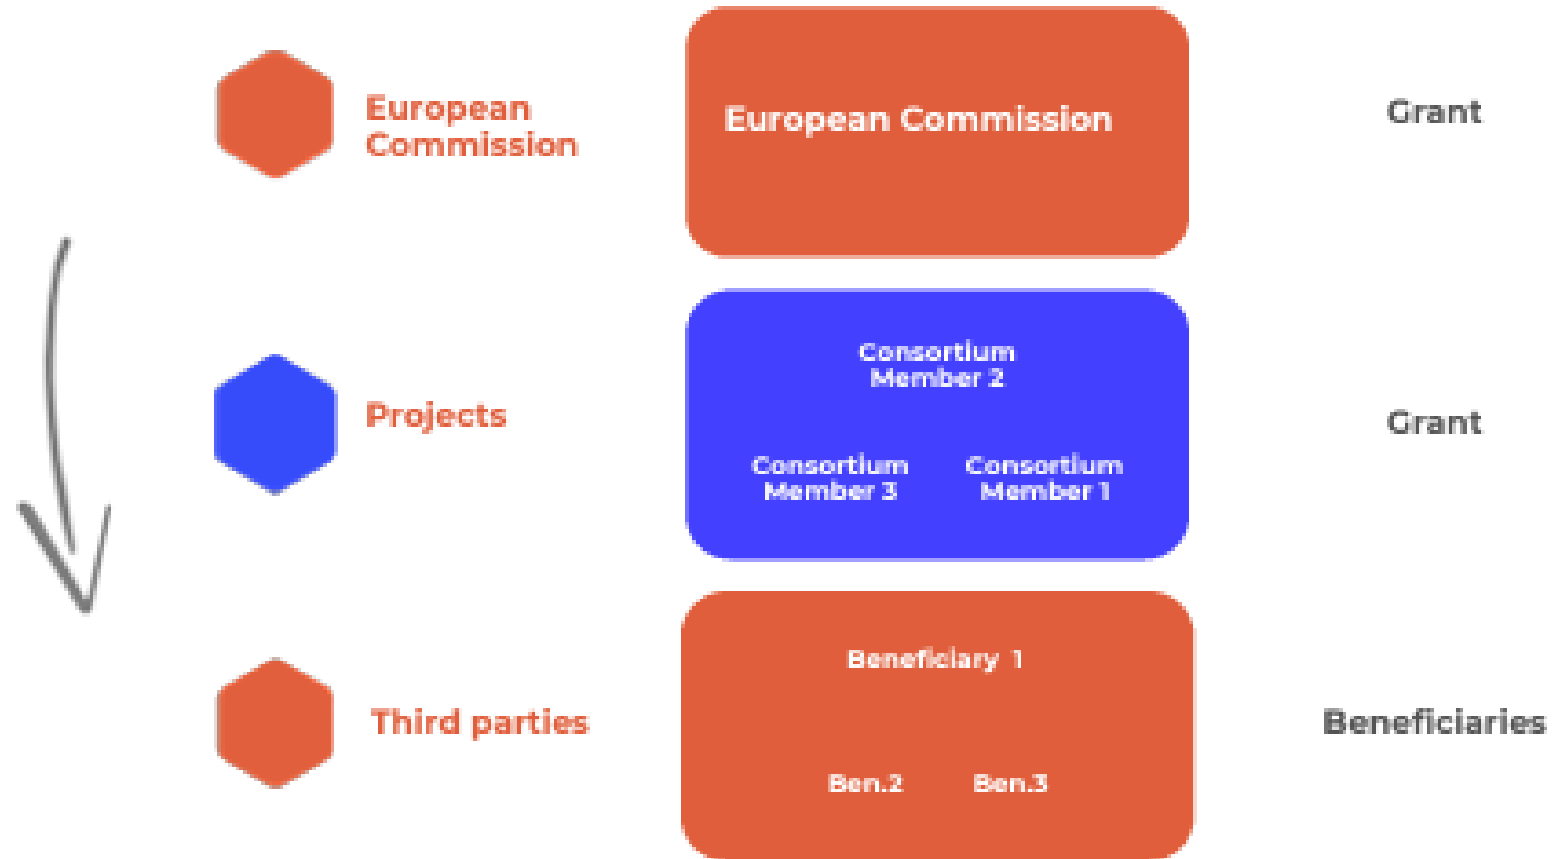 European
Commission
European Commission
Grant
Projects
Consortium
Member 2
Consortium
Member 3
Consortium
Member 1
Grant
Third parties
Beneficiary 1
Ben.2
Ben.3
Beneficiaries